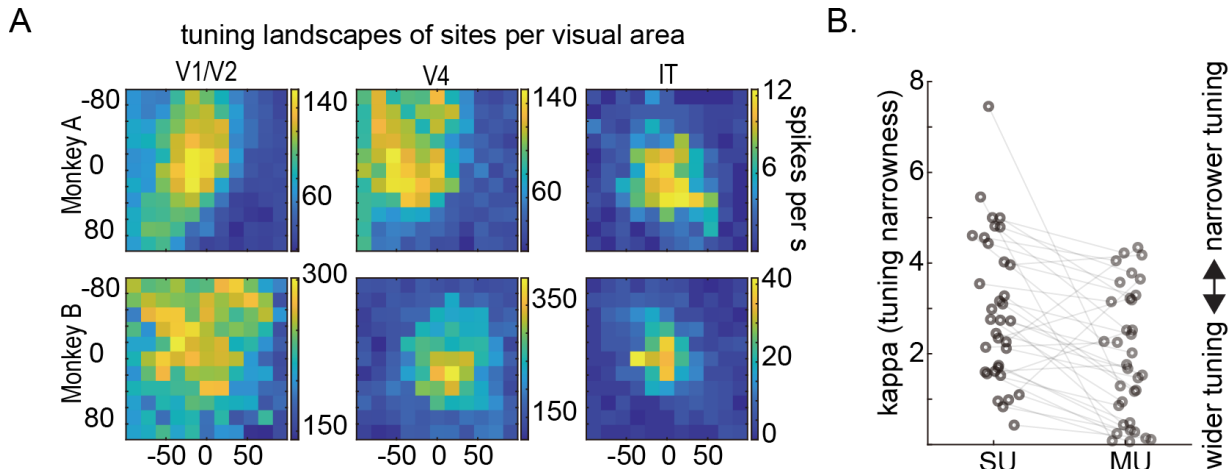 A
tuning landscapes of sites per visual area
V1/V2
V4
IT
Monkey A
-80
0
80
140
60
140
60
12
6
spikes per s
Monkey B
-80
0
80
300
150
350
150
40
20
0
-50 0 50
-50 0 50
-50 0 50
B.
kappa (tuning narrowness)
8
6
4
2
SU
MU
wider tuning
narrower tuning